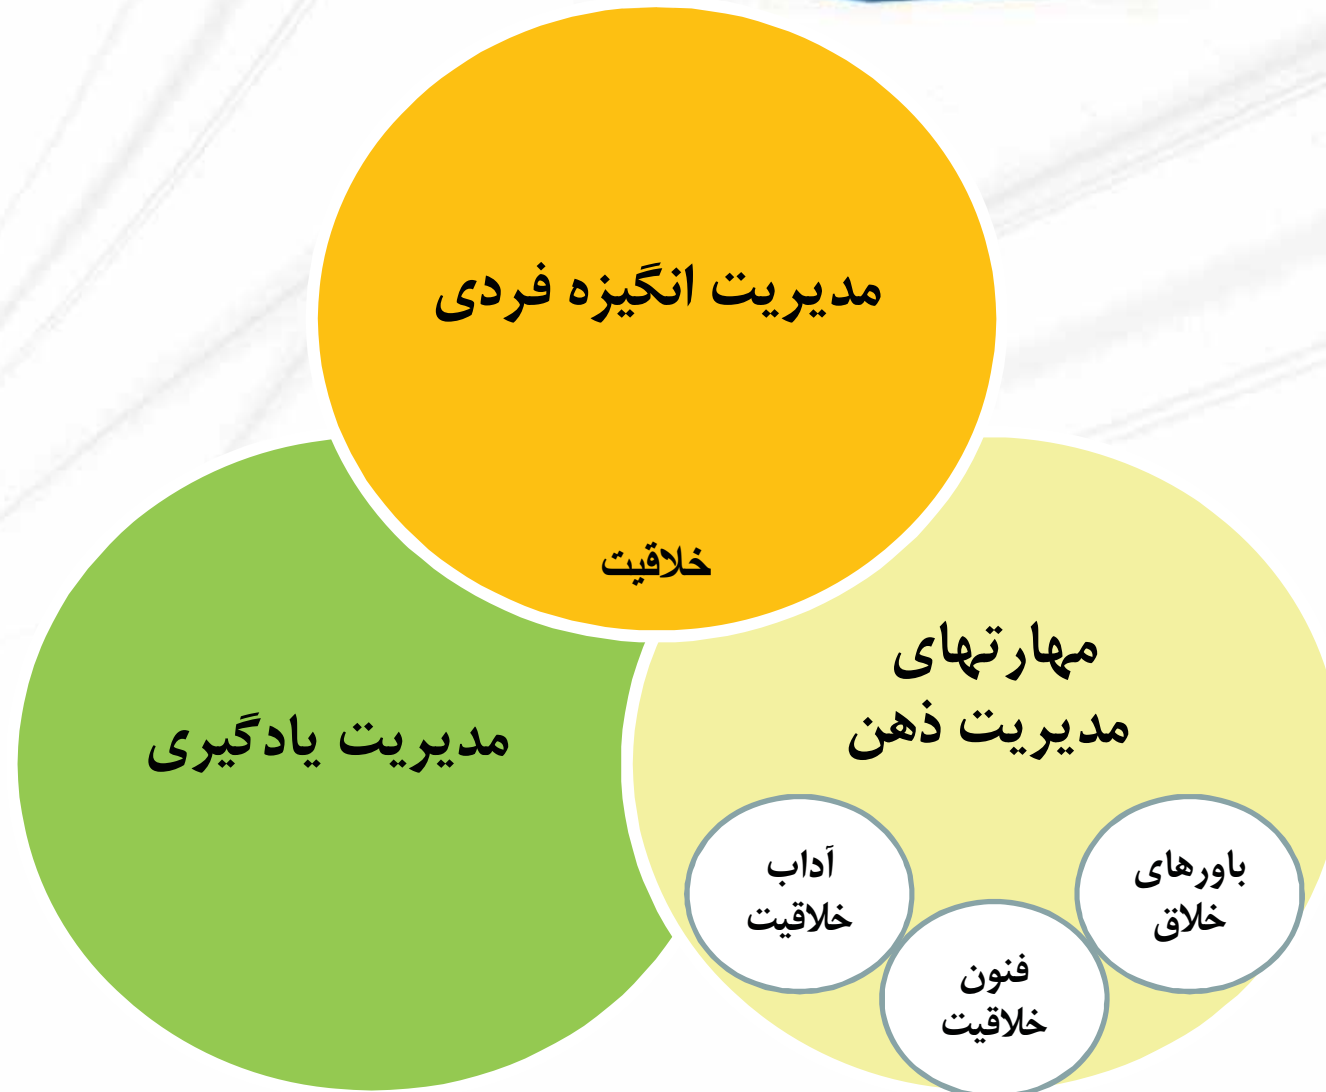 مدیریت انگیزه فردی
خلاقیت
مهارتهای
مدیریت ذهن
مدیریت یادگیری
باورهای
خلاق
آداب
خلاقیت
فنون
خلاقیت